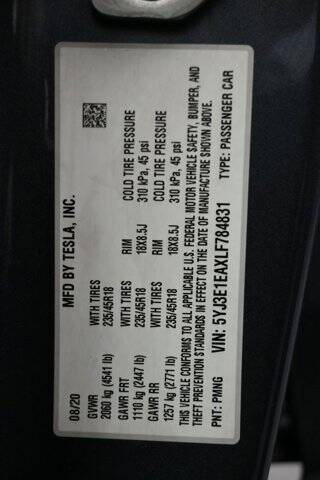 MFD BY TESLA, INC.
08/20
GVWR WITH TIRES RIM COLD TIRE PRESSURE
2060 kg (4541 lb) 235/45R18 18X8.5J 310 kPa, 45 psi
GAWR FRT WITH TIRES RIM COLD TIRE PRESSURE
1110 kg (2447 lb) 235/45R18 18X8.5J 310 kPa, 45 psi
GAWR RR
1257 kg (2771 lb)
THIS VEHICLE CONFORMS TO ALL APPLICABLE U.S. FEDERAL MOTOR VEHICLE SAFETY, BUMPER, AND
THEFT PREVENTION STANDARDS IN EFFECT ON THE DATE OF MANUFACTURE SHOWN ABOVE.
VIN: 5YJ3E1EAXLF784831
PNT: PMNG TYPE: PASSENGER CAR